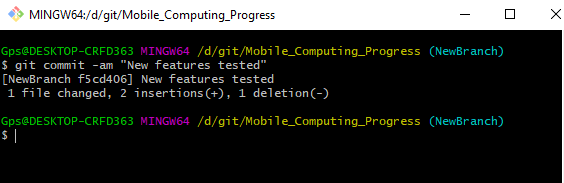 MINGW64:/d/git/Mobile_Computing_Progress
Gps@DESKTOP-CRFD363 MINGW64 /d/git/Mobile_Computing_Progress (NewBranch)
$ git commit -am "New features tested"
[NewBranch f5cd406] New features tested
 1 file changed, 2 insertions(+), 1 deletion(-)
Gps@DESKTOP-CRFD363 MINGW64 /d/git/Mobile_Computing_Progress (NewBranch)
$